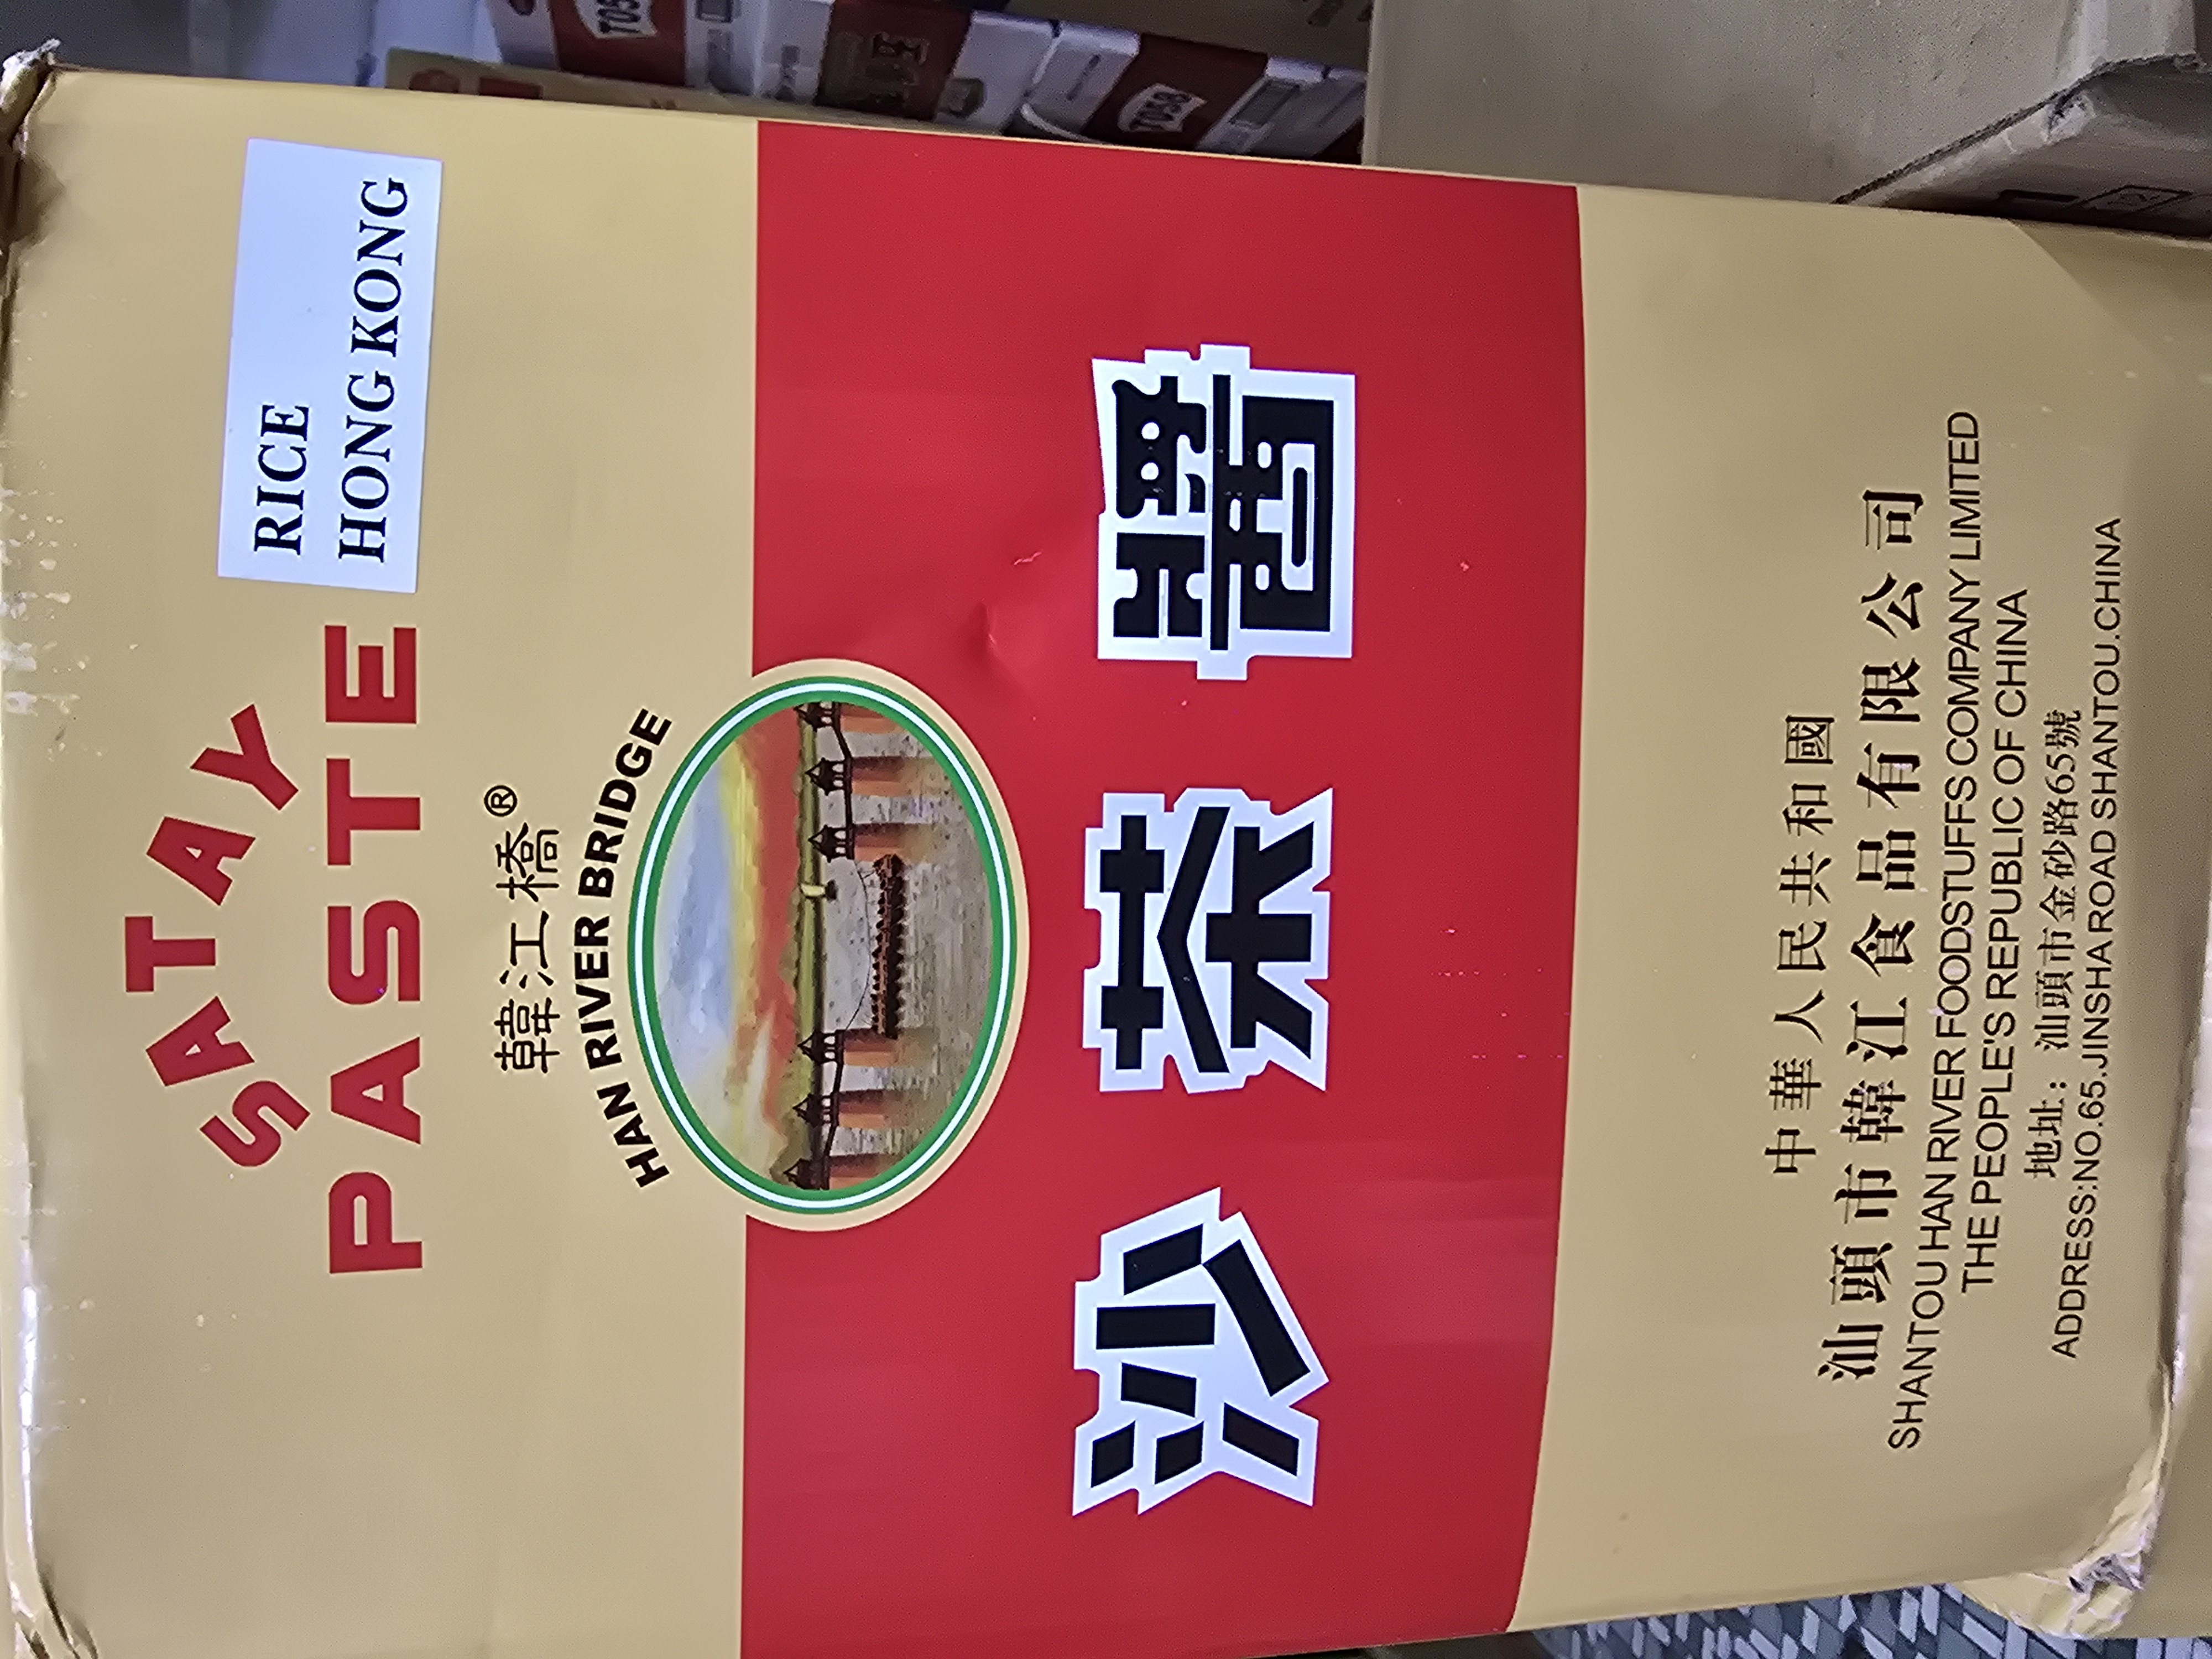 RICE
HONG KONG
SATAY
PASTE
韓江橋®
HAN RIVER BRIDGE
沙茶醬
中華人民共和國
汕頭市韓江食品有限公司
SHANTOU HAN RIVER FOODSTUFFS COMPANY LIMITED
THE PEOPLE'S REPUBLIC OF CHINA
地址：汕頭市金砂路65號
ADDRESS:NO.65.JINSHA ROAD SHANTOU.CHINA
T058
T058